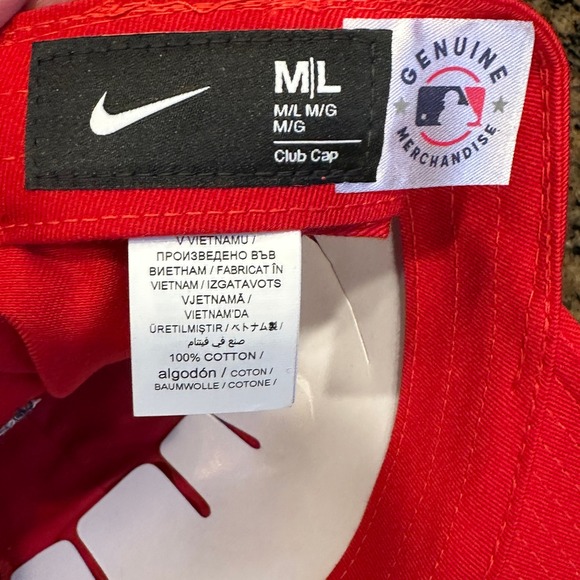 M|L
M/L M/G
M/G
Club Cap
GENUINE
MERCHANDISE
V VIETNAMU /
ПРОИЗВЕДЕНО ВЪВ
ВИЕТНАМ / FABRICAT ÎN
VIETNAM / IZGATAVOTS
VJETNAMĀ /
VIETNAM'DA
ÜRETILMIŞTIR / ベトナム製 /
صنع في فيتنام
100% COTTON /
algodón / COTON /
BAUMWOLLE / COTONE /